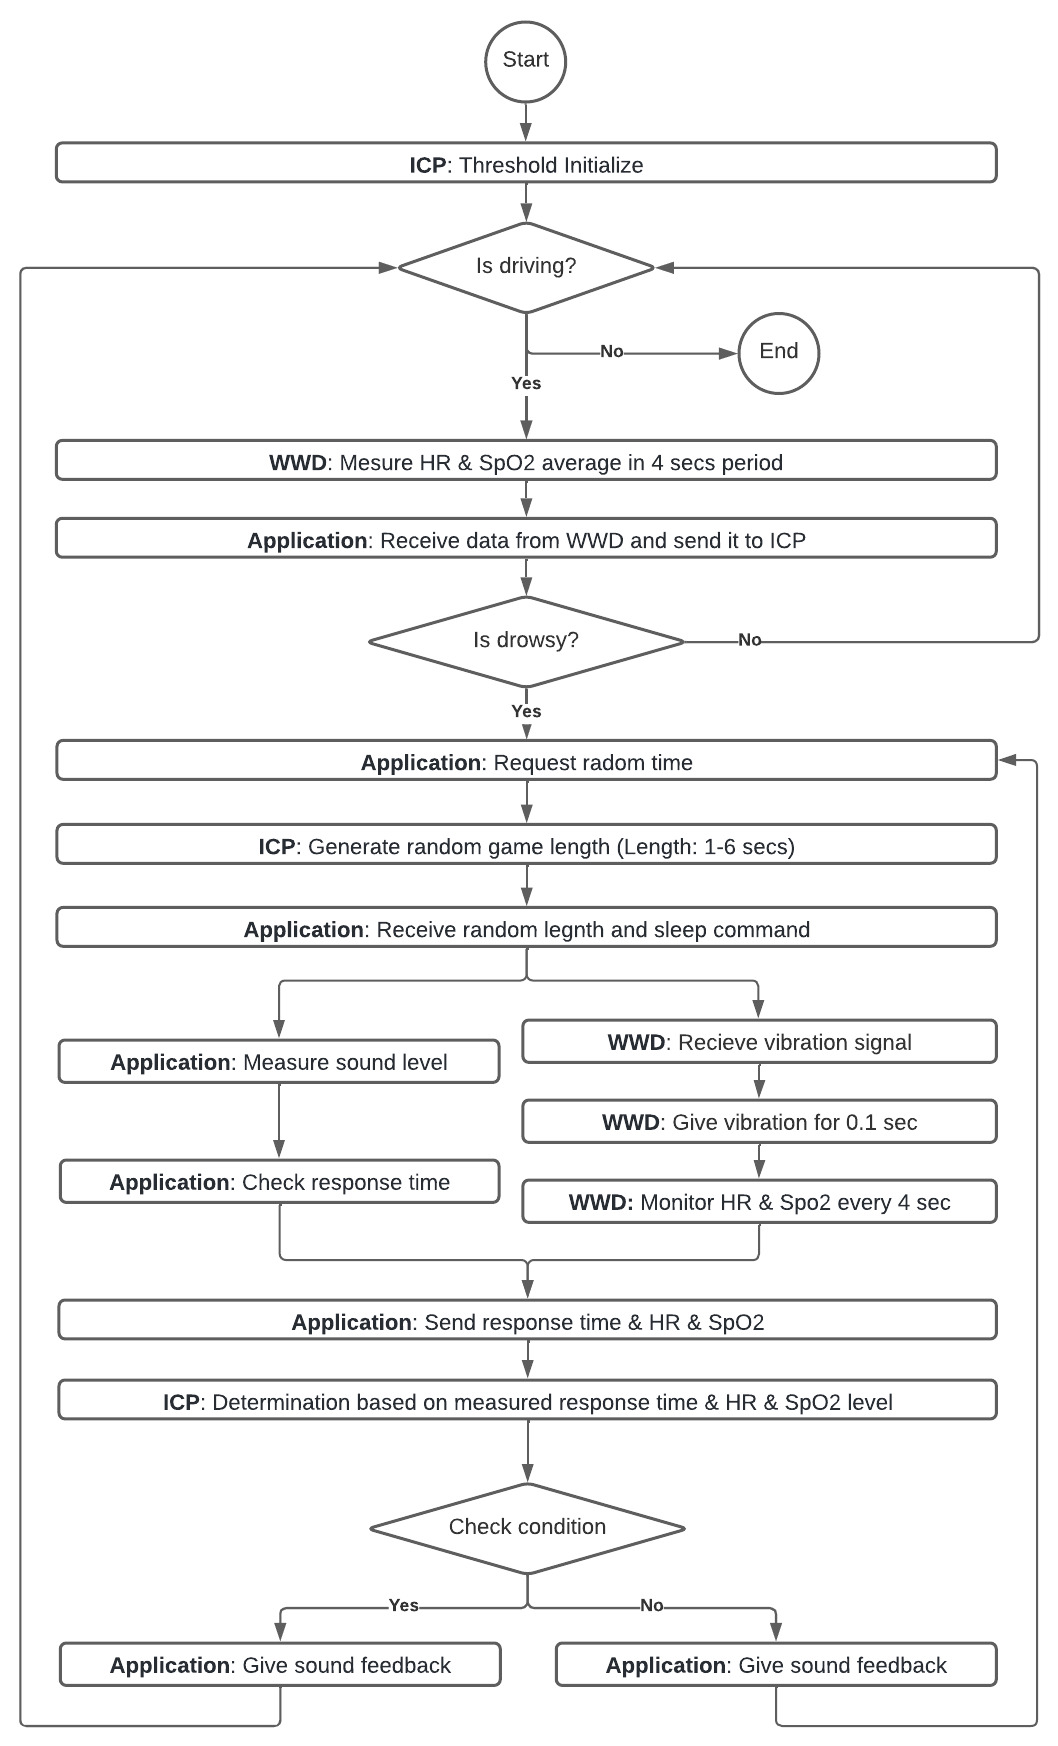 Start
ICP: Threshold Initialize
Is driving?
No
End
Yes
WWD: Mesure HR & SpO2 average in 4 secs period
Application: Receive data from WWD and send it to ICP
Is drowsy?
No
Yes
Application: Request radom time
ICP: Generate random game length (Length: 1-6 secs)
Application: Receive random legnth and sleep command
Application: Measure sound level
Application: Check response time
WWD: Recieve vibration signal
WWD: Give vibration for 0.1 sec
WWD: Monitor HR & Spo2 every 4 sec
Application: Send response time & HR & SpO2
ICP: Determination based on measured response time & HR & SpO2 level
Check condition
Yes
No
Application: Give sound feedback
Application: Give sound feedback